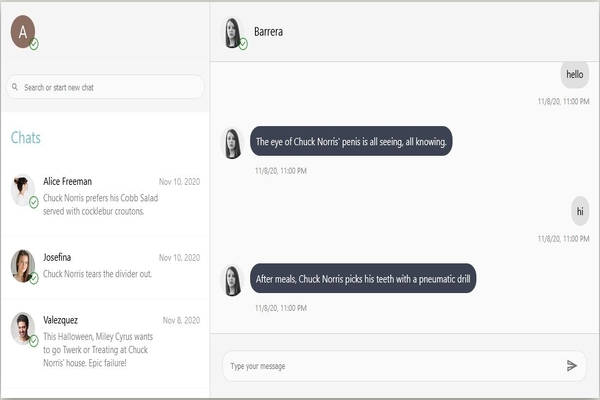 A
Search or start new chat
Chats
Alice Freeman
Nov 10, 2020
Chuck Norris prefers his Cobb Salad
served with cocklebur croutons.
Josefina
Nov 10, 2020
Chuck Norris tears the divider out.
Valezquez
Nov 8, 2020
This Halloween, Miley Cyrus wants
to go Twerk or Treating at Chuck
Norris' house. Epic failure!
Barrera
hello
11/8/20, 11:00 PM
The eye of Chuck Norris' penis is all seeing, all knowing.
11/8/20, 11:00 PM
hi
11/8/20, 11:00 PM
After meals, Chuck Norris picks his teeth with a pneumatic drill
11/8/20, 11:00 PM
Type your message